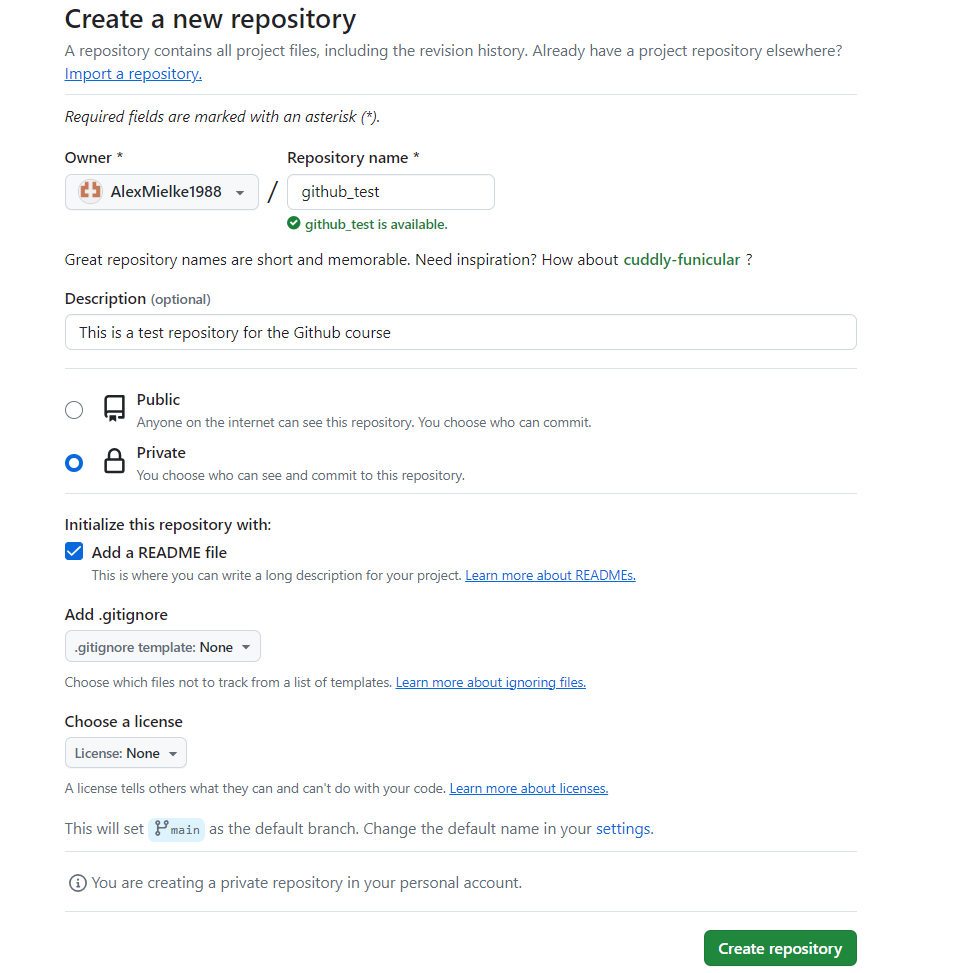 Create a new repository
A repository contains all project files, including the revision history. Already have a project repository elsewhere?
Import a repository.
Required fields are marked with an asterisk (*).
Owner * Repository name *
AlexMielke1988 / github_test
github_test is available.
Great repository names are short and memorable. Need inspiration? How about cuddly-funicular ?
Description (optional)
This is a test repository for the Github course
Public
Anyone on the internet can see this repository. You choose who can commit.
Private
You choose who can see and commit to this repository.
Initialize this repository with:
Add a README file
This is where you can write a long description for your project. Learn more about READMEs.
Add .gitignore
.gitignore template: None
Choose which files not to track from a list of templates. Learn more about ignoring files.
Choose a license
License: None
A license tells others what they can and can't do with your code. Learn more about licenses.
This will set main as the default branch. Change the default name in your settings.
You are creating a private repository in your personal account.
Create repository